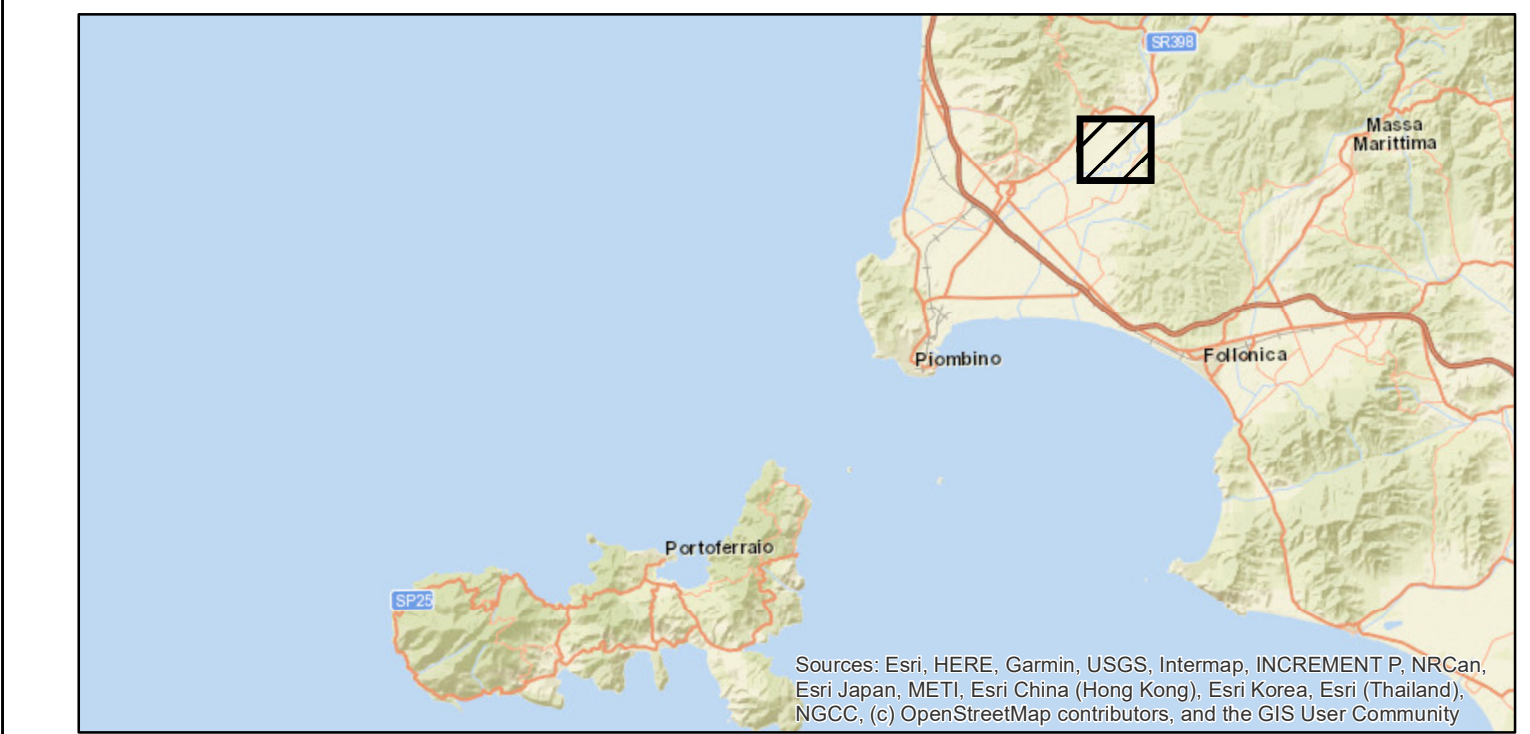 SR398
Massa
Marittima
Piombino
Follonica
Portoferraio
SP25
Sources: Esri, HERE, Garmin, USGS, Intermap, INCREMENT P, NRCan,
Esri Japan, METI, Esri China (Hong Kong), Esri Korea, Esri (Thailand),
NGCC, (c) OpenStreetMap contributors, and the GIS User Community